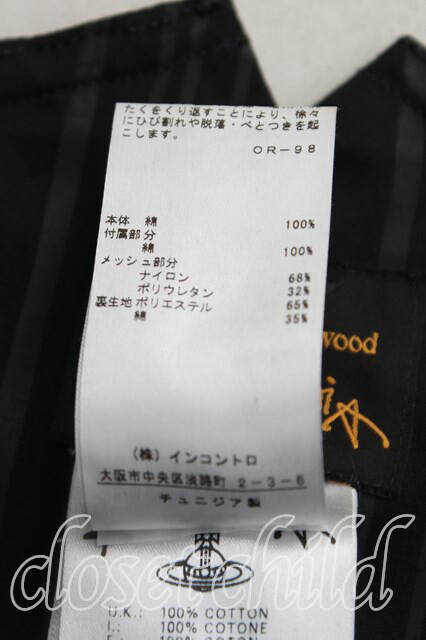 たくをくり返すことにより、徐々
にひび割れや脱落・べとつきを起
こします。
OR-98
本体 綿 100%
付属部分
綿 100%
メッシュ部分
ナイロン 68%
ポリウレタン 32%
裏生地 ポリエステル 65%
綿 35%
wood
(株) インコントロ
大阪市中央区淡路町 2-3-6
チュニジア製
closet child
U.K.: 100% COTTON
I.: 100% COTONE